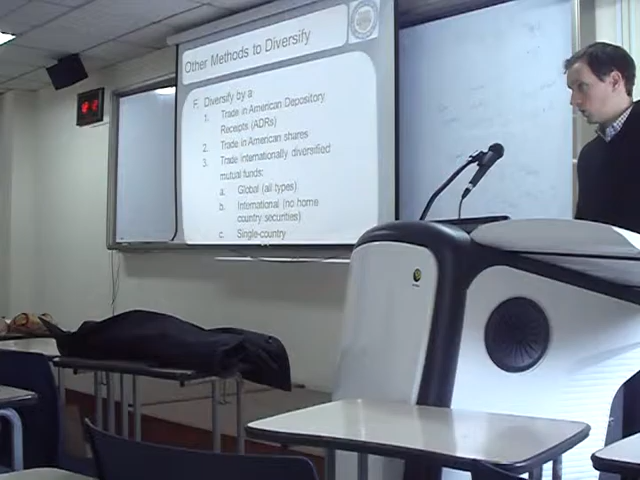 Other Methods to Diversify
F. Diversify by a:
1. Trade in American Depository
Receipts (ADRs)
2. Trade in American shares
3. Trade internationally diversified
mutual funds:
a. Global (all types)
b. International (no home
country securities)
c. Single-country